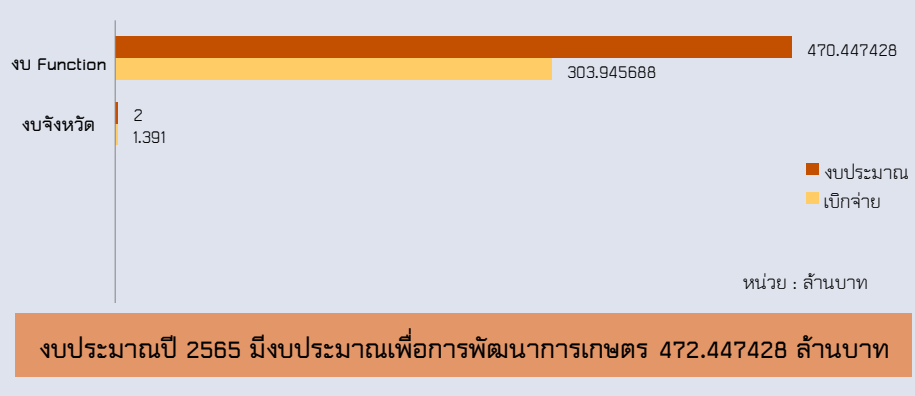 งบ Function
470.447428
303.945688
งบจังหวัด
2
1.391
งบประมาณ
เบิกจ่าย
หน่วย : ล้านบาท
งบประมาณปี 2565 มีงบประมาณเพื่อการพัฒนาการเกษตร 472.447428 ล้านบาท